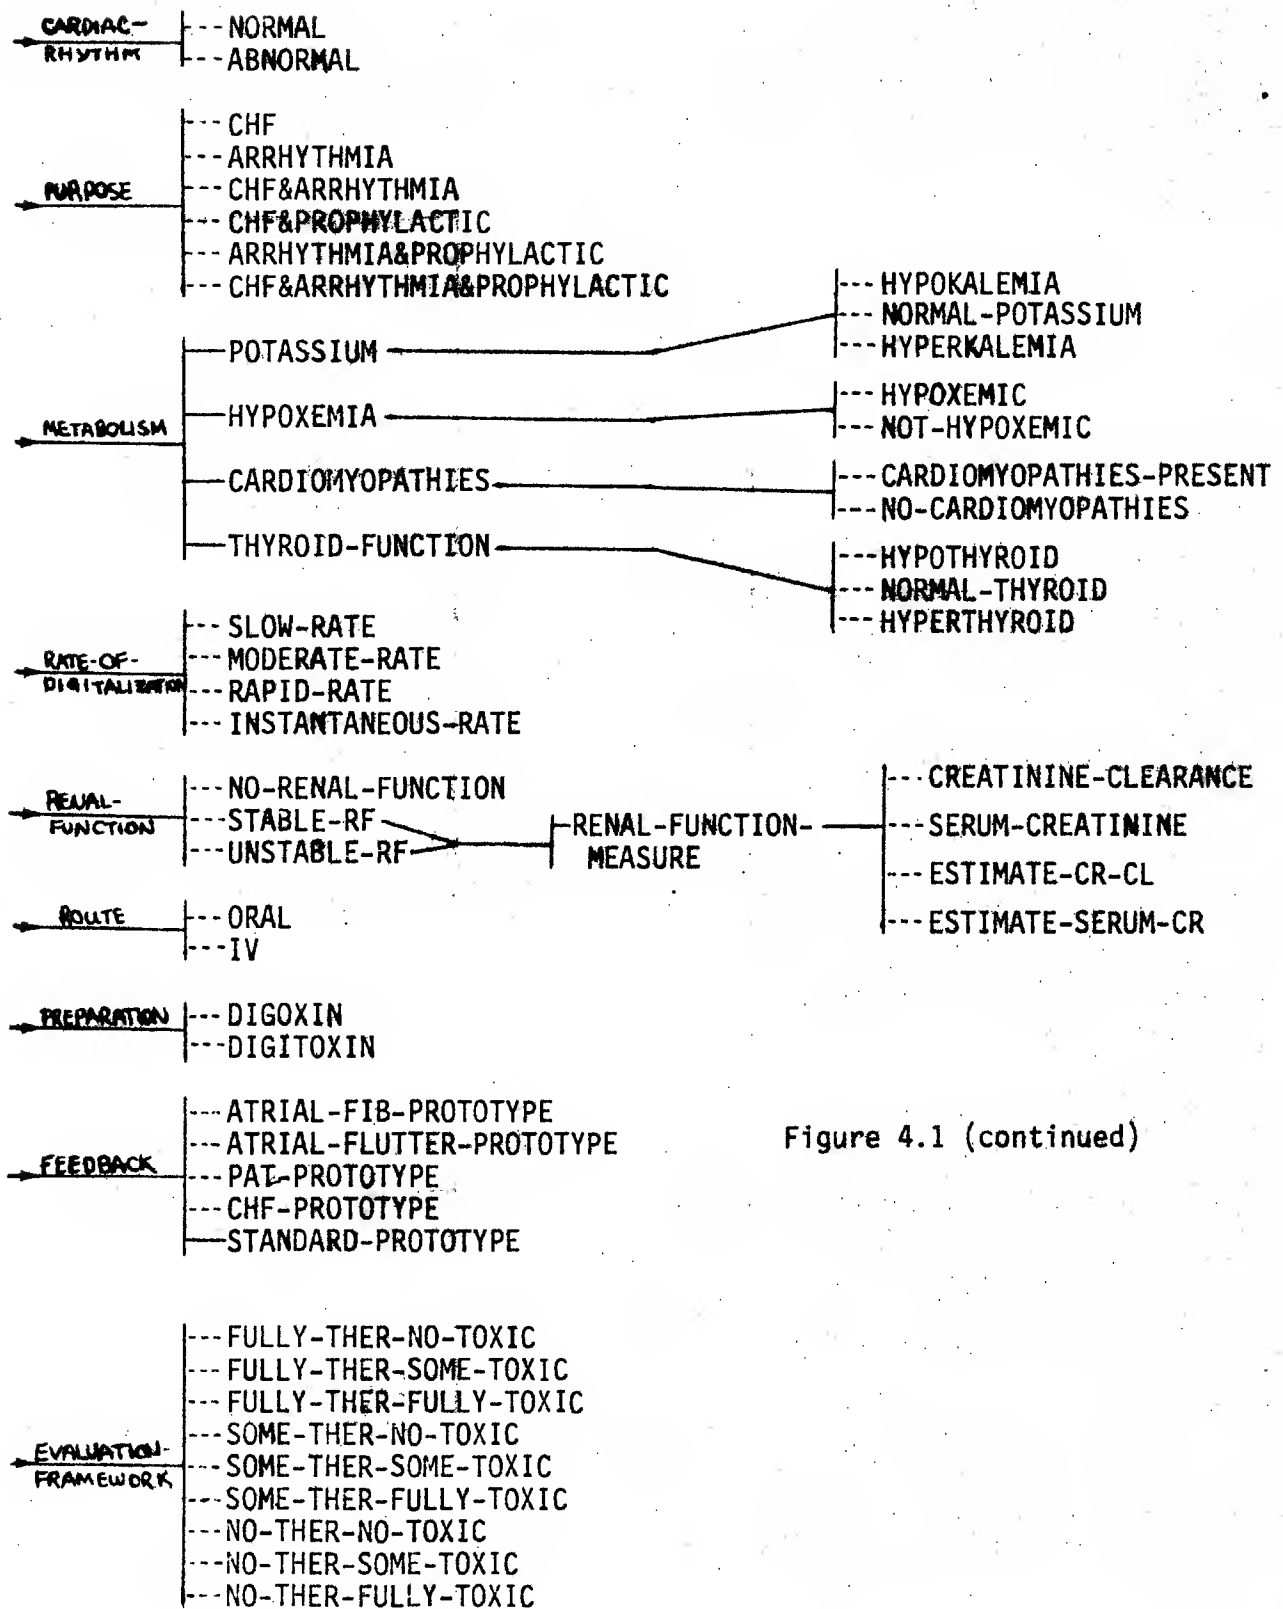 CARDIAC-
RHYTHM
--- NORMAL
--- ABNORMAL
PURPOSE
--- CHF
--- ARRHYTHMIA
--- CHF&ARRHYTHMIA
--- CHF&PROPHYLACTIC
--- ARRHYTHMIA&PROPHYLACTIC
--- CHF&ARRHYTHMIA&PROPHYLACTIC
METABOLISM
POTASSIUM
--- HYPOKALEMIA
--- NORMAL-POTASSIUM
--- HYPERKALEMIA
HYPOXEMIA
--- HYPOXEMIC
--- NOT-HYPOXEMIC
CARDIOMYOPATHIES
--- CARDIOMYOPATHIES-PRESENT
--- NO-CARDIOMYOPATHIES
THYROID-FUNCTION
--- HYPOTHYROID
--- NORMAL-THYROID
--- HYPERTHYROID
RATE-OF-
DIGITALIZATION
--- SLOW-RATE
--- MODERATE-RATE
--- RAPID-RATE
--- INSTANTANEOUS-RATE
RENAL-
FUNCTION
--- NO-RENAL-FUNCTION
--- STABLE-RF
--- UNSTABLE-RF
RENAL-FUNCTION-
MEASURE
--- CREATININE-CLEARANCE
--- SERUM-CREATININE
--- ESTIMATE-CR-CL
--- ESTIMATE-SERUM-CR
ROUTE
--- ORAL
--- IV
PREPARATION
--- DIGOXIN
--- DIGITOXIN
FEEDBACK
--- ATRIAL-FIB-PROTOTYPE
--- ATRIAL-FLUTTER-PROTOTYPE
--- PAT-PROTOTYPE
--- CHF-PROTOTYPE
STANDARD-PROTOTYPE
Figure 4.1 (continued)
EVALUATION-
FRAMEWORK
--- FULLY-THER-NO-TOXIC
--- FULLY-THER-SOME-TOXIC
--- FULLY-THER-FULLY-TOXIC
--- SOME-THER-NO-TOXIC
--- SOME-THER-SOME-TOXIC
--- SOME-THER-FULLY-TOXIC
--- NO-THER-NO-TOXIC
--- NO-THER-SOME-TOXIC
--- NO-THER-FULLY-TOXIC